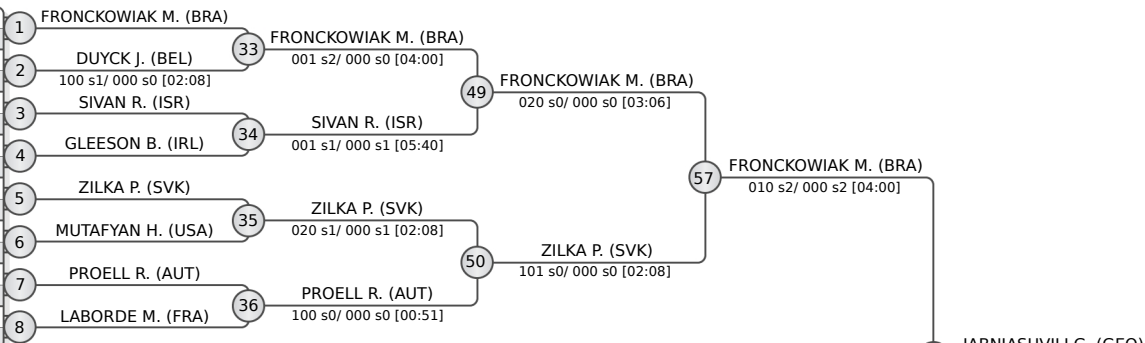 1
FRONCKOWIAK M. (BRA)
33
FRONCKOWIAK M. (BRA)
001 s2/ 000 s0 [04:00]
2
DUYCK J. (BEL)
100 s1/ 000 s0 [02:08]
49
FRONCKOWIAK M. (BRA)
020 s0/ 000 s0 [03:06]
3
SIVAN R. (ISR)
34
SIVAN R. (ISR)
001 s1/ 000 s1 [05:40]
4
GLEESON B. (IRL)
57
FRONCKOWIAK M. (BRA)
010 s2/ 000 s2 [04:00]
5
ZILKA P. (SVK)
35
ZILKA P. (SVK)
020 s1/ 000 s1 [02:08]
6
MUTAFYAN H. (USA)
50
ZILKA P. (SVK)
101 s0/ 000 s0 [02:08]
7
PROELL R. (AUT)
36
PROELL R. (AUT)
100 s0/ 000 s0 [00:51]
8
LABORDE M. (FRA)